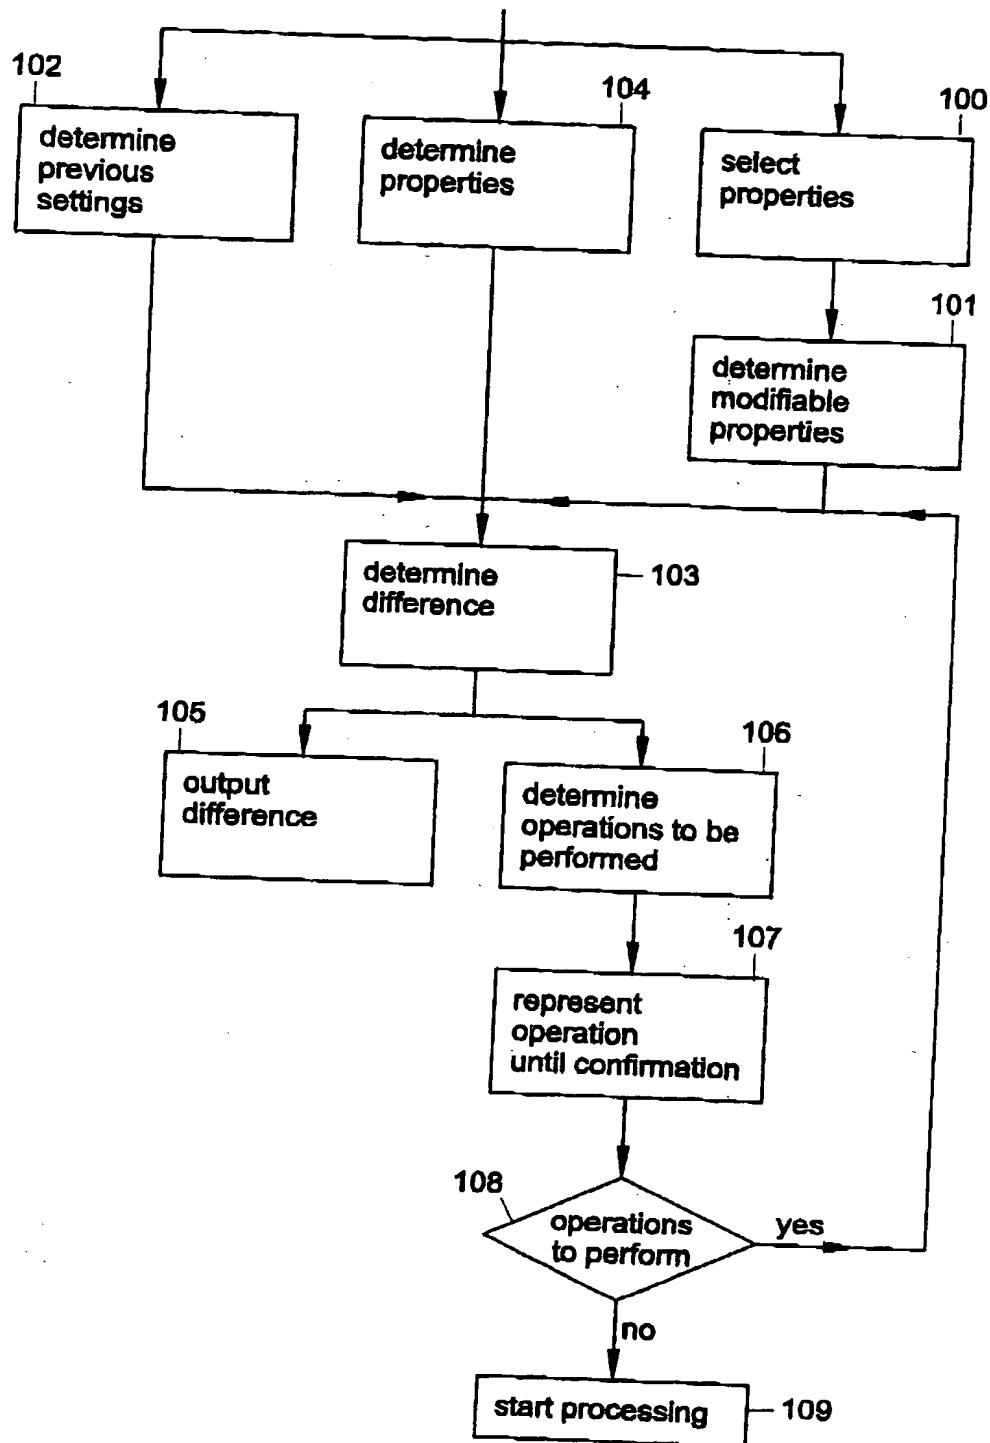 102
determine
previous
settings
104
determine
properties
100
select
properties
101
determine
modifiable
properties
determine
difference
103
105
output
difference
106
determine
operations to be
performed
107
represent
operation
until confirmation
108
operations
to perform
yes
no
start processing
109